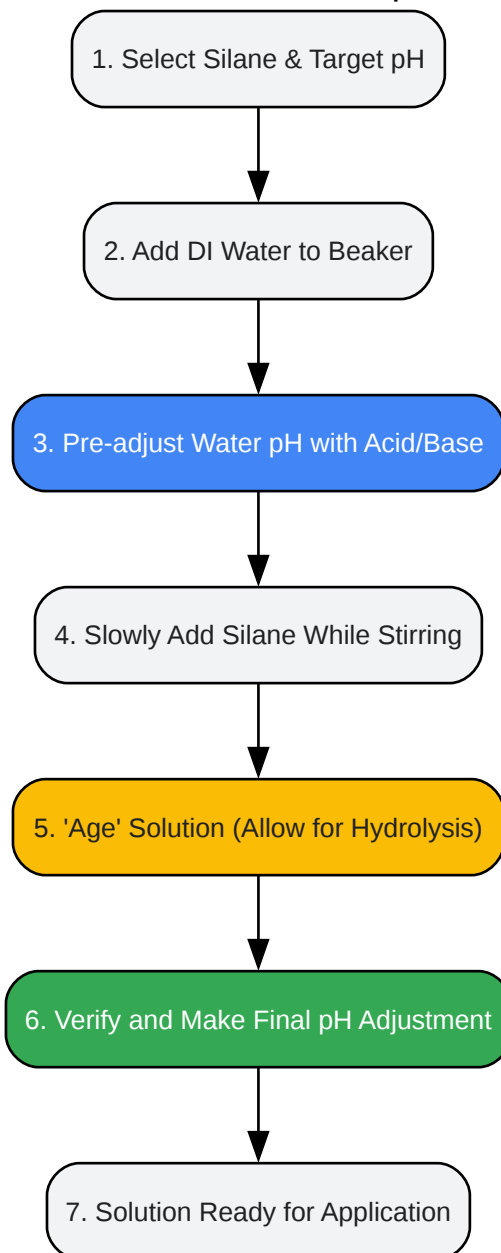 1. Select Silane & Target pH
2. Add DI Water to Beaker
3. Pre-adjust Water pH with Acid/Base
4. Slowly Add Silane While Stirring
5. 'Age' Solution (Allow for Hydrolysis)
6. Verify and Make Final pH Adjustment
7. Solution Ready for Application